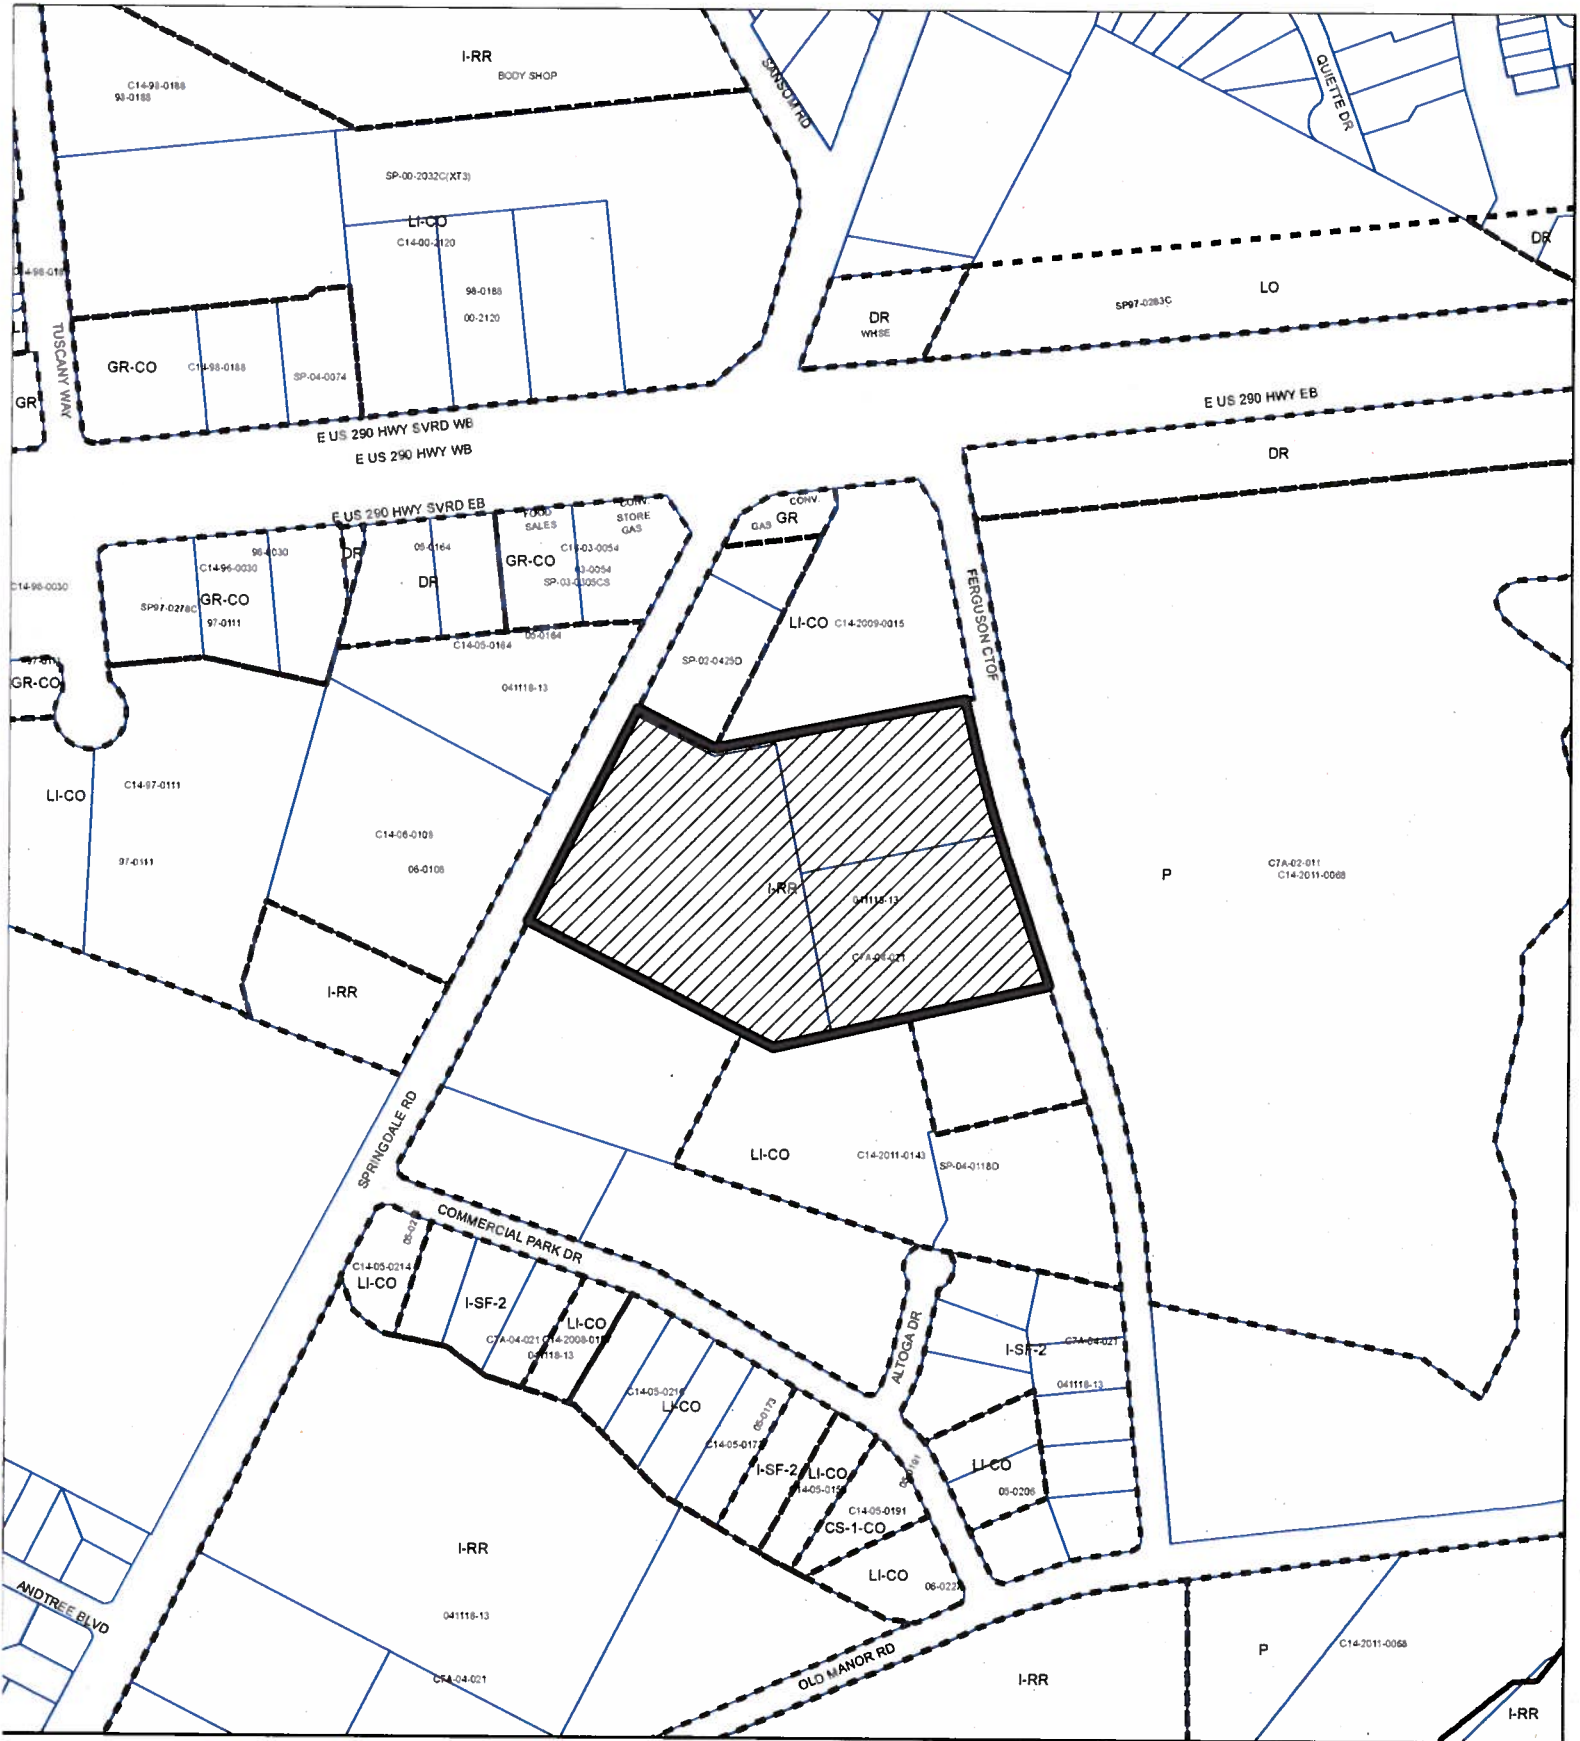 I-RR
BODY SHOP
C14-98-0188
98-0188
SANSOM RD
QUIETTE DR
SP-00-2032C(XT3)
LI-CO
C14-00-2120
98-0188
00-2120
DR
LO
SP97-0283C
DR
WHSE
TUSCANY WAY
GR-CO
C14-98-0188
SP-04-0074
GR
E US 290 HWY SVRD WB
E US 290 HWY WB
E US 290 HWY EB
DR
E US 290 HWY SVRD EB
FOOD
SALES
CONV.
STORE
GAS
CONV.
GAS
GR
C14-96-0030
96-0030
C14-96-0030
SP97-0278C
GR-CO
97-0111
DR
05-0164
DR
GR-CO
C14-03-0054
03-0054
SP-03-0305CS
C14-05-0164
05-0164
041118-13
LI-CO
C14-2009-0015
SP-02-0425D
FERGUSON CTOF
GR-CO
LI-CO
C14-97-0111
97-0111
C14-06-0108
06-0108
I-RR
041118-13
C7A-04-021
P
C7A-02-011
C14-2011-0068
I-RR
SPRINGDALE RD
LI-CO
C14-2011-0143
SP-04-0118D
COMMERCIAL PARK DR
C14-05-0214
LI-CO
I-SF-2
LI-CO
C7A-04-021
041118-13
ALTOGA DR
I-SF-2
C7A-04-021
041118-13
LI-CO
05-0173
I-SF-2
LI-CO
C14-05-0191
CS-1-CO
05-0191
LI-CO
05-0206
LI-CO
I-RR
041118-13
C7A-04-021
OLD MANOR RD
I-RR
P
C14-2011-0068
I-RR